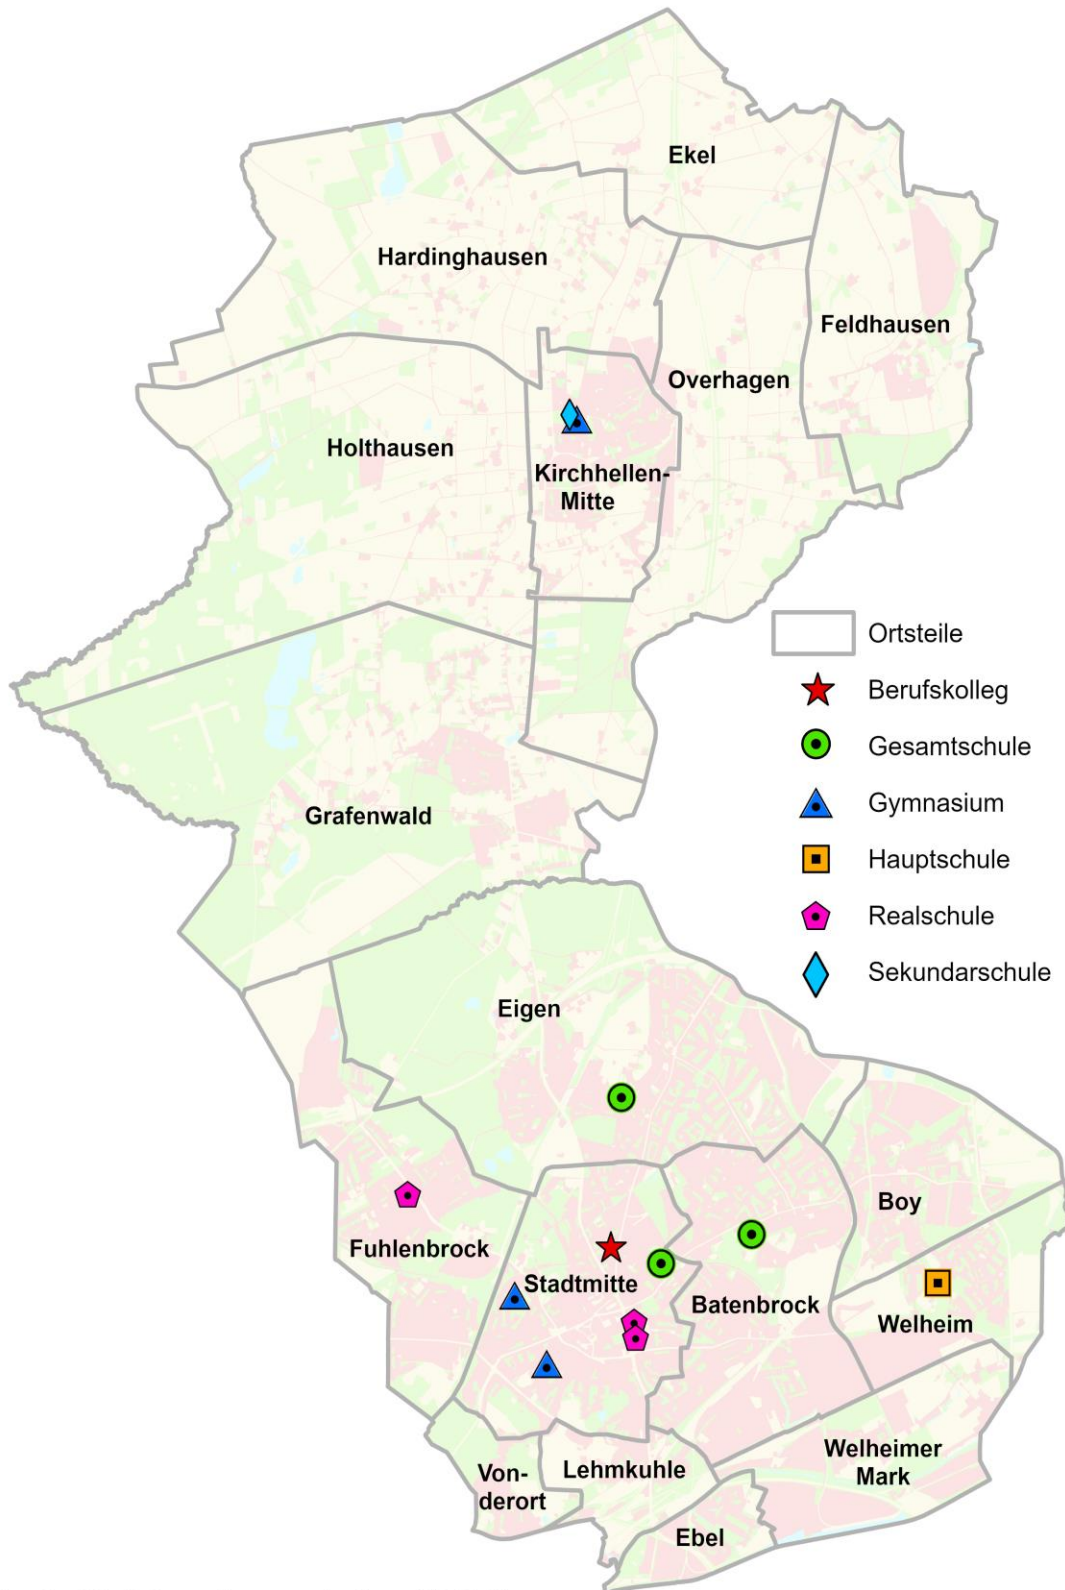 Ekel
Hardinghausen
Feldhausen
Overhagen
Holthausen
Kirchhellen-
Mitte
Ortsteile
Berufskolleg
Gesamtschule
Gymnasium
Hauptschule
Realschule
Sekundarschule
Grafenwald
Eigen
Boy
Fuhlenbrock
Stadtmitte
Batenbrock
Welheim
Welheimer
Mark
Von-
derort
Lehmkuhle
Ebel